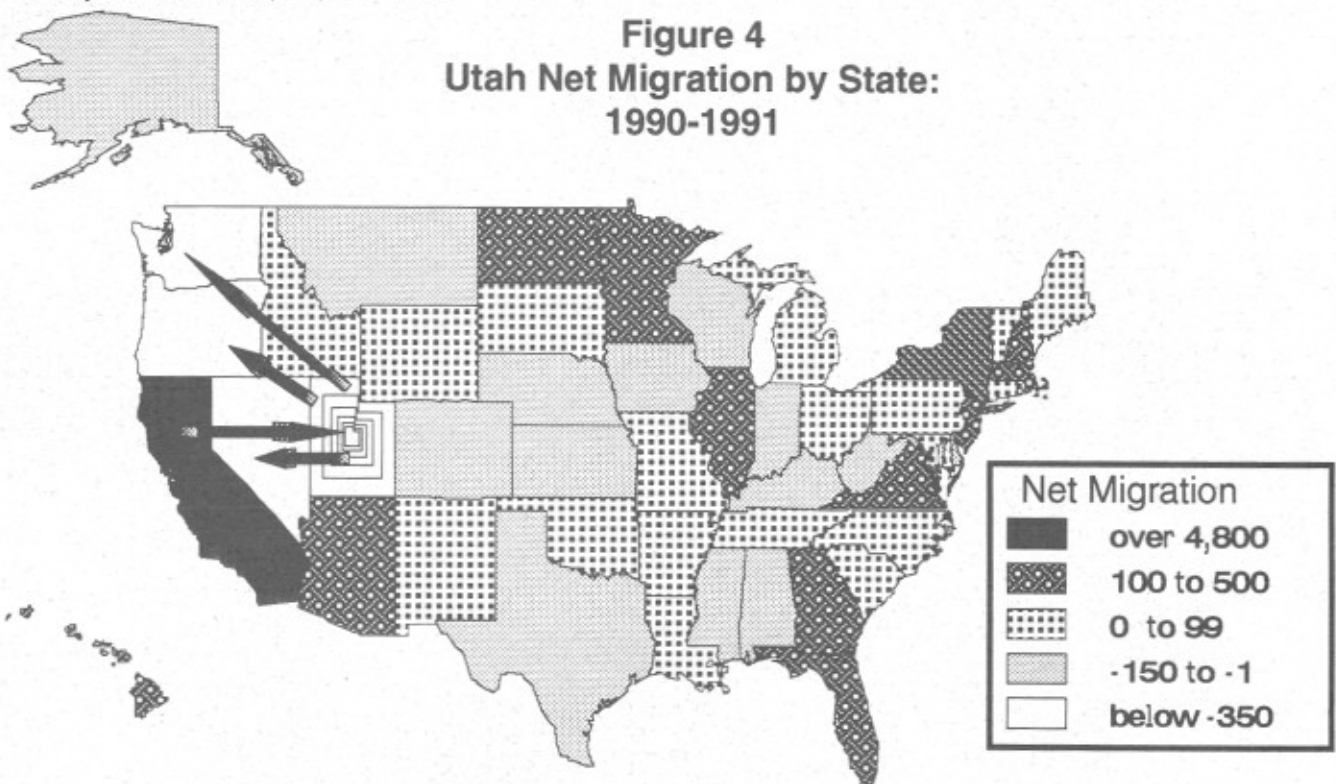 Figure 4
Utah Net Migration by State:
1990-1991
Net Migration
over 4,800
100 to 500
0 to 99
-150 to -1
below -350